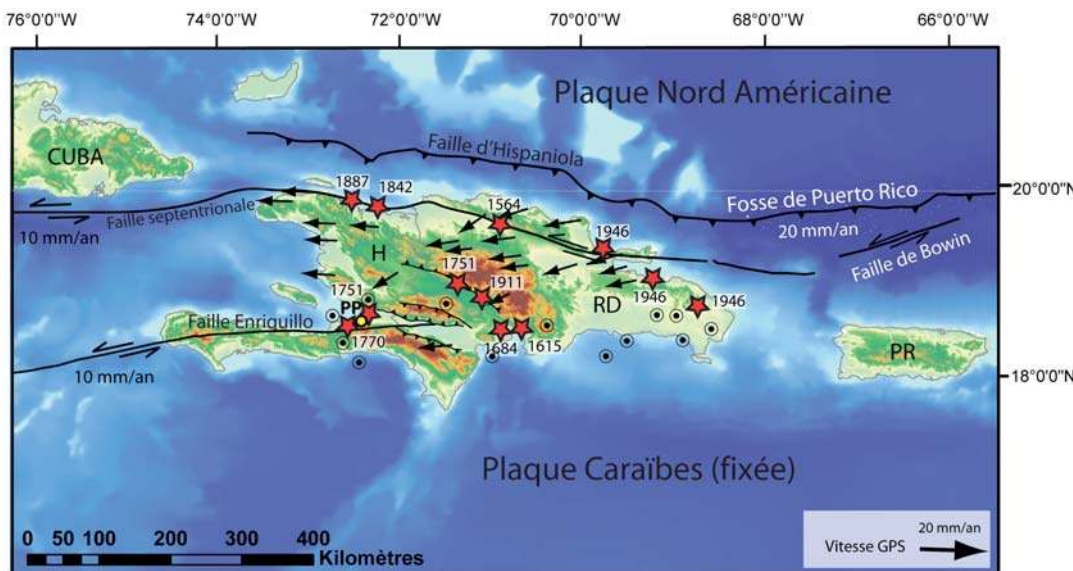 76°0'0"W 74°0'0"W 72°0'0"W 70°0'0"W 68°0'0"W 66°0'0"W
Plaque Nord Américaine
CUBA
Faille d'Hispaniola
20°0'0"N
1887
1842
1564
Fosse de Puerto Rico
Faille septentrionale
10 mm/an
20 mm/an
1946
Faille de Bowin
H
1751
1911
1946
1946
RD
1751
PP
Faille Enriquillo
1770
1684
1615
PR
10 mm/an
18°0'0"N
Plaque Caraïbes (fixée)
0 50 100 200 300 400
Kilomètres
20 mm/an
Vitesse GPS